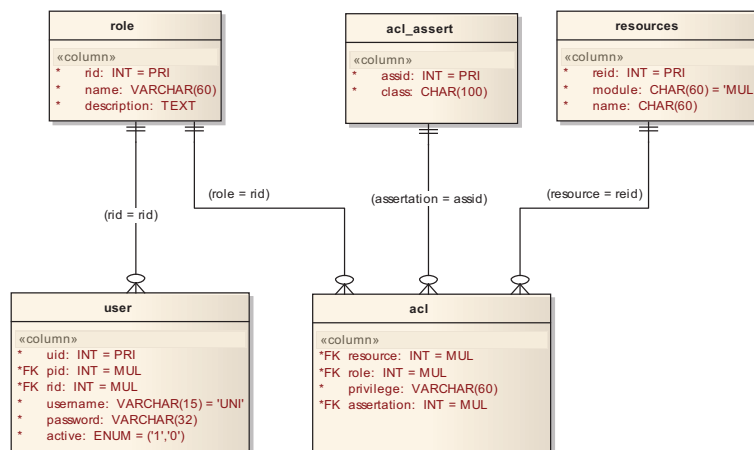 role
«column»
* rid: INT = PRI
* name: VARCHAR(60)
* description: TEXT
acl_assert
«column»
* assid: INT = PRI
* class: CHAR(100)
resources
«column»
* reid: INT = PRI
* module: CHAR(60) = 'MUL
* name: CHAR(60)
(rid = rid)
(role = rid)
(assertation = assid)
(resource = reid)
user
«column»
* uid: INT = PRI
*FK pid: INT = MUL
*FK rid: INT = MUL
* username: VARCHAR(15) = 'UNI'
* password: VARCHAR(32)
* active: ENUM = ('1','0')
acl
«column»
*FK resource: INT = MUL
*FK role: INT = MUL
* privilege: VARCHAR(60)
*FK assertation: INT = MUL